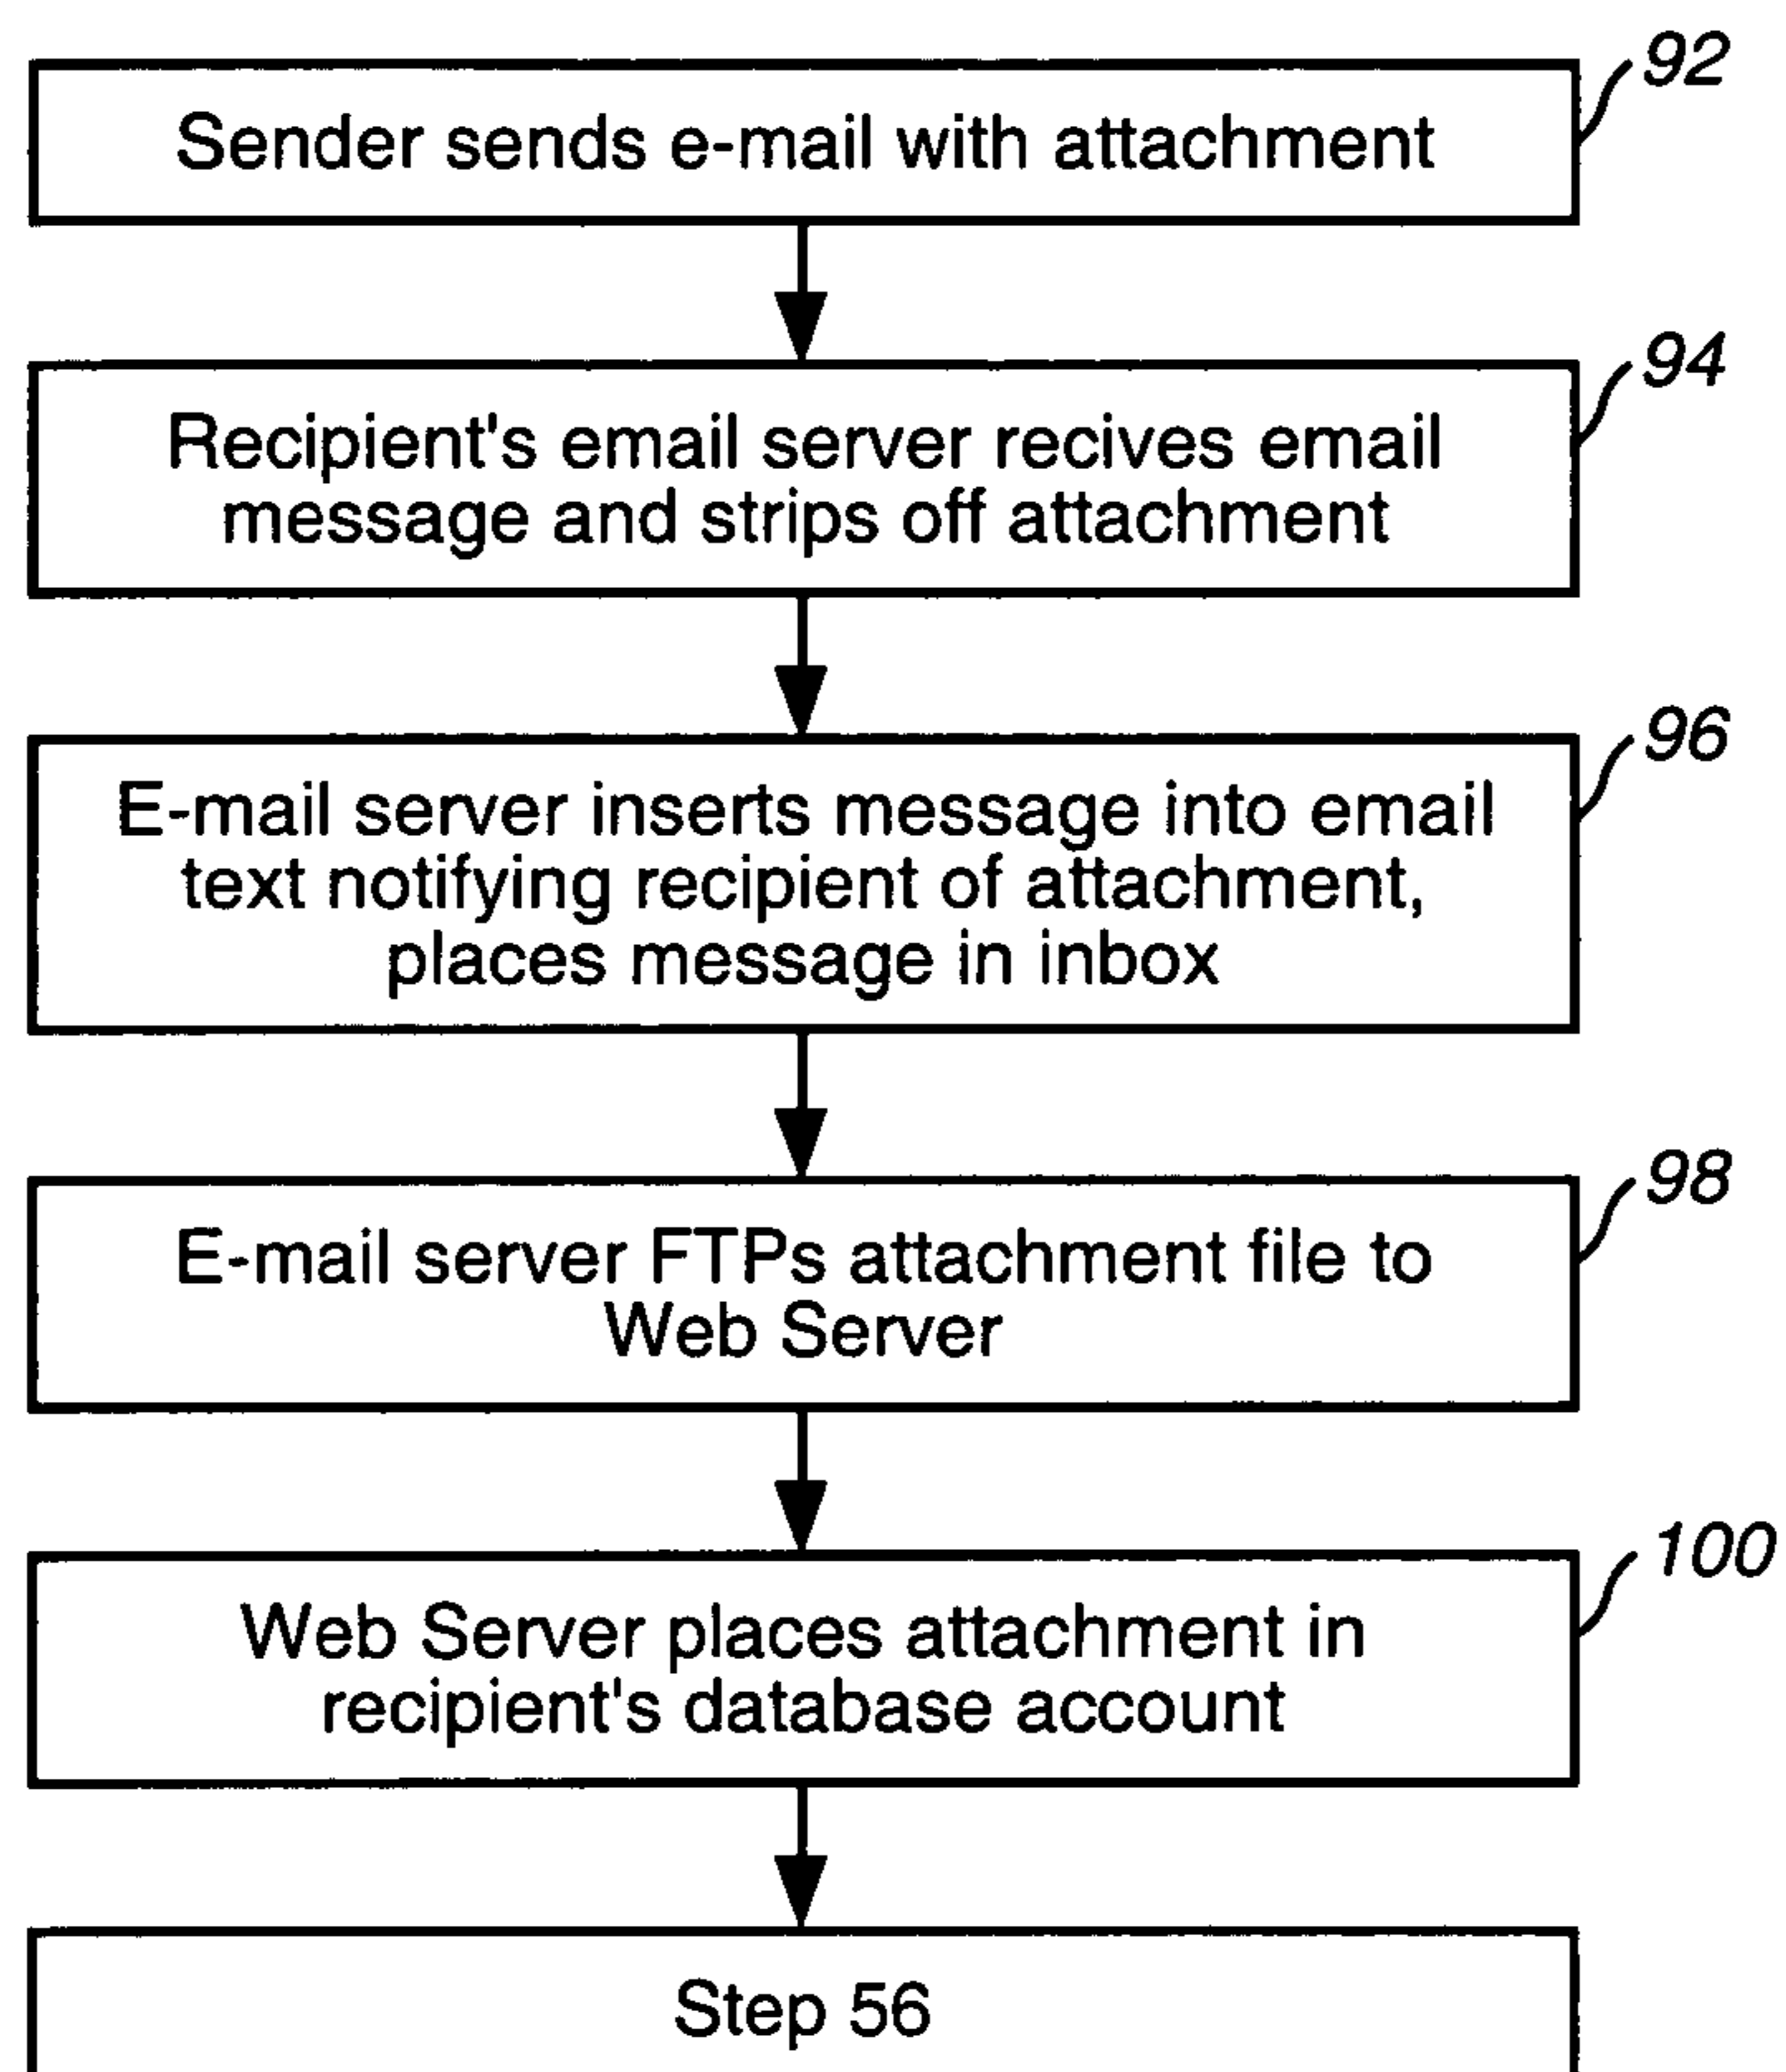 92
Sender sends e-mail with attachment
94
Recipient's email server recives email
message and strips off attachment
96
E-mail server inserts message into email
text notifying recipient of attachment,
places message in inbox
98
E-mail server FTPs attachment file to
Web Server
100
Web Server places attachment in
recipient's database account
Step 56